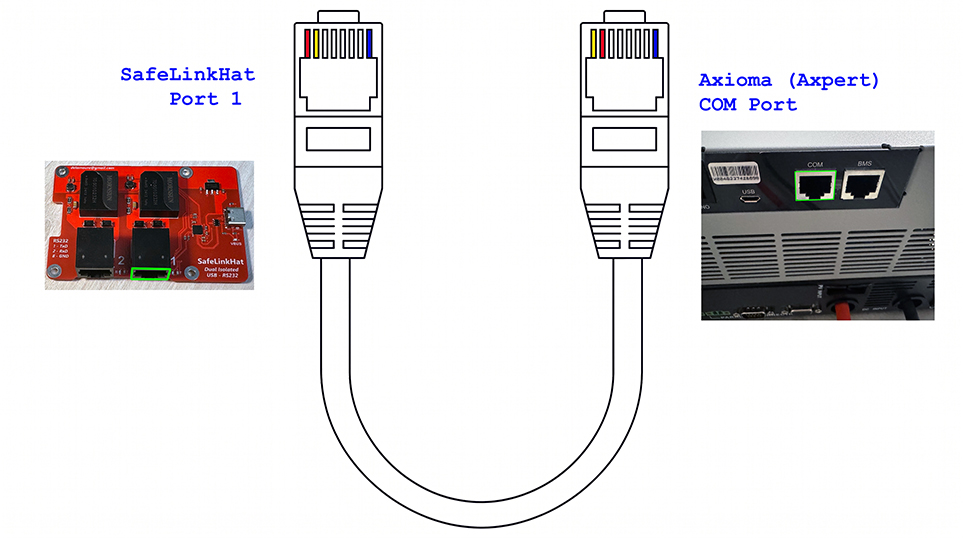 SafeLinkHat
Port 1
Axioma (Axpert)
COM Port
RS232
1 - TxD
2 - RxD
8 - GND
2
1
VBUS
SafeLinkHat
Dual Isolated
USB - RS232
COM
BMS
USB